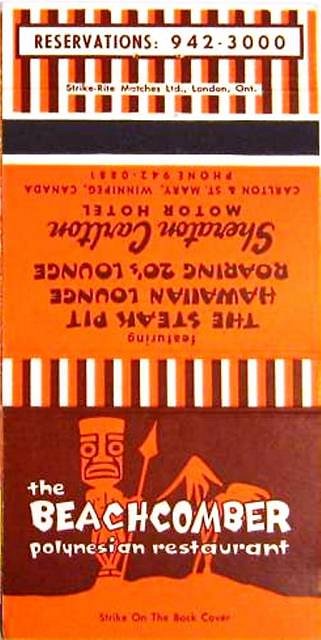 RESERVATIONS: 942-3000
Strike-Rite Matches Ltd., London, Ont.
featuring
THE STEAK PIT
HAWAIIAN LOUNGE
ROARING 20's LOUNGE
Sheraton Carlton
MOTOR HOTEL
CARLTON & ST. MARY, WINNIPEG, CANADA
PHONE 942-0881
the
BEACHCOMBER
polynesian restaurant
Strike On The Back Cover